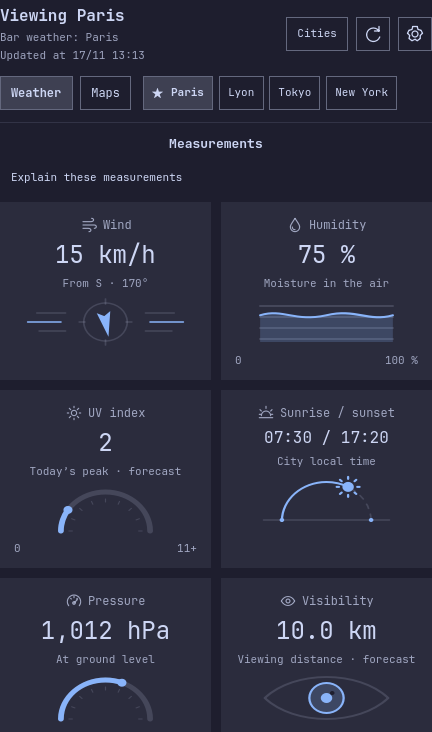 Viewing Paris
Bar weather: Paris
Updated at 17/11 13:13
Cities
Weather
Maps
★ Paris
Lyon
Tokyo
New York
Measurements
Explain these measurements
Wind
15 km/h
From S · 170°
Humidity
75 %
Moisture in the air
0
100 %
UV index
2
Today’s peak · forecast
0
11+
Sunrise / sunset
07:30 / 17:20
City local time
Pressure
1,012 hPa
At ground level
Visibility
10.0 km
Viewing distance · forecast